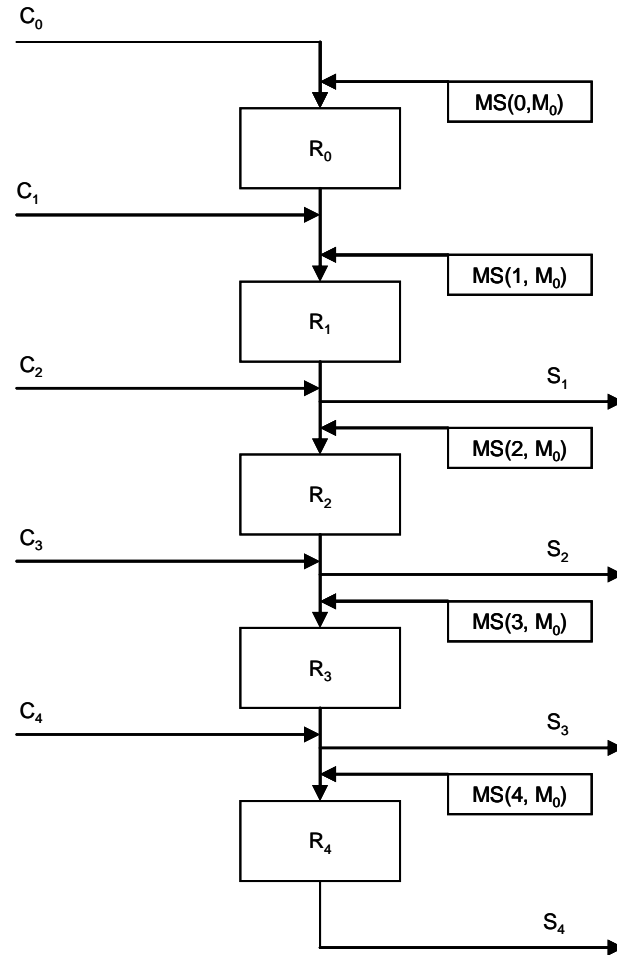 C₀
MS(0,M₀)
R₀
C₁
MS(1, M₀)
R₁
C₂
S₁
MS(2, M₀)
R₂
C₃
S₂
MS(3, M₀)
R₃
C₄
S₃
MS(4, M₀)
R₄
S₄